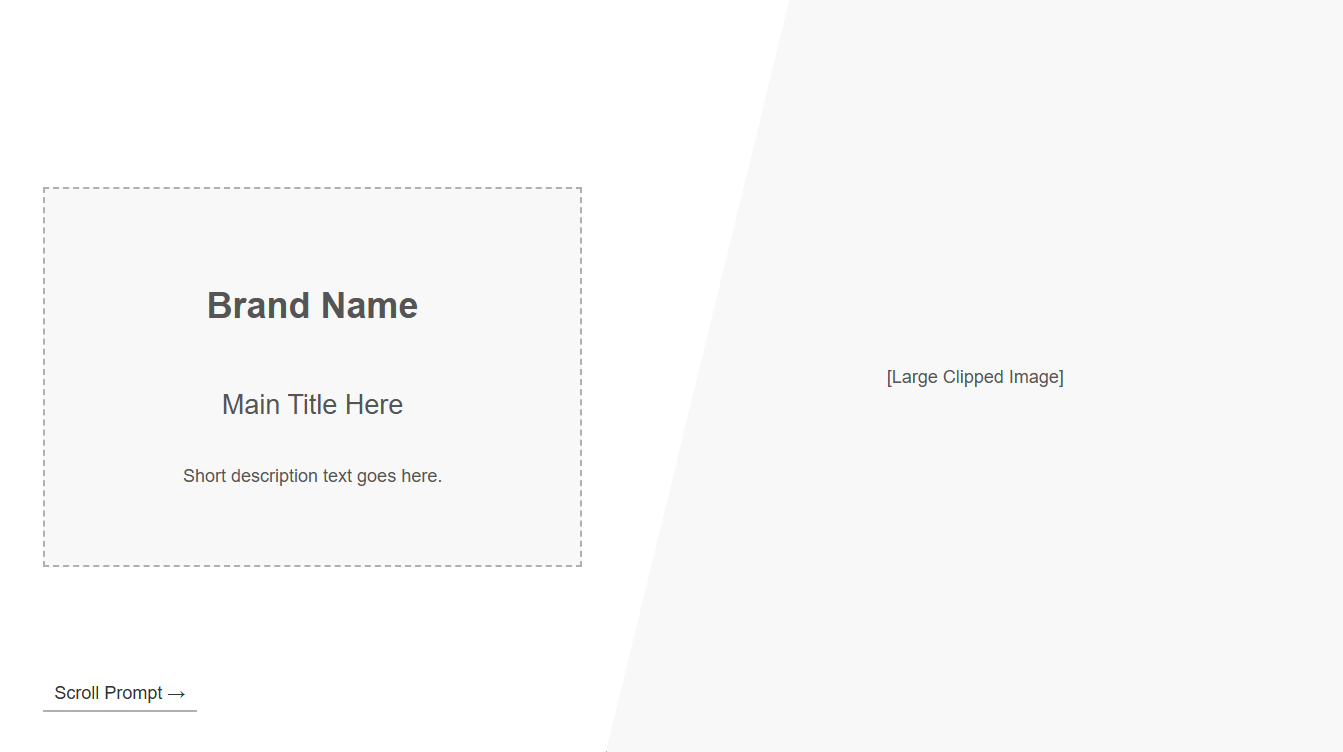 Brand Name
Main Title Here
Short description text goes here.
[Large Clipped Image]
Scroll Prompt →